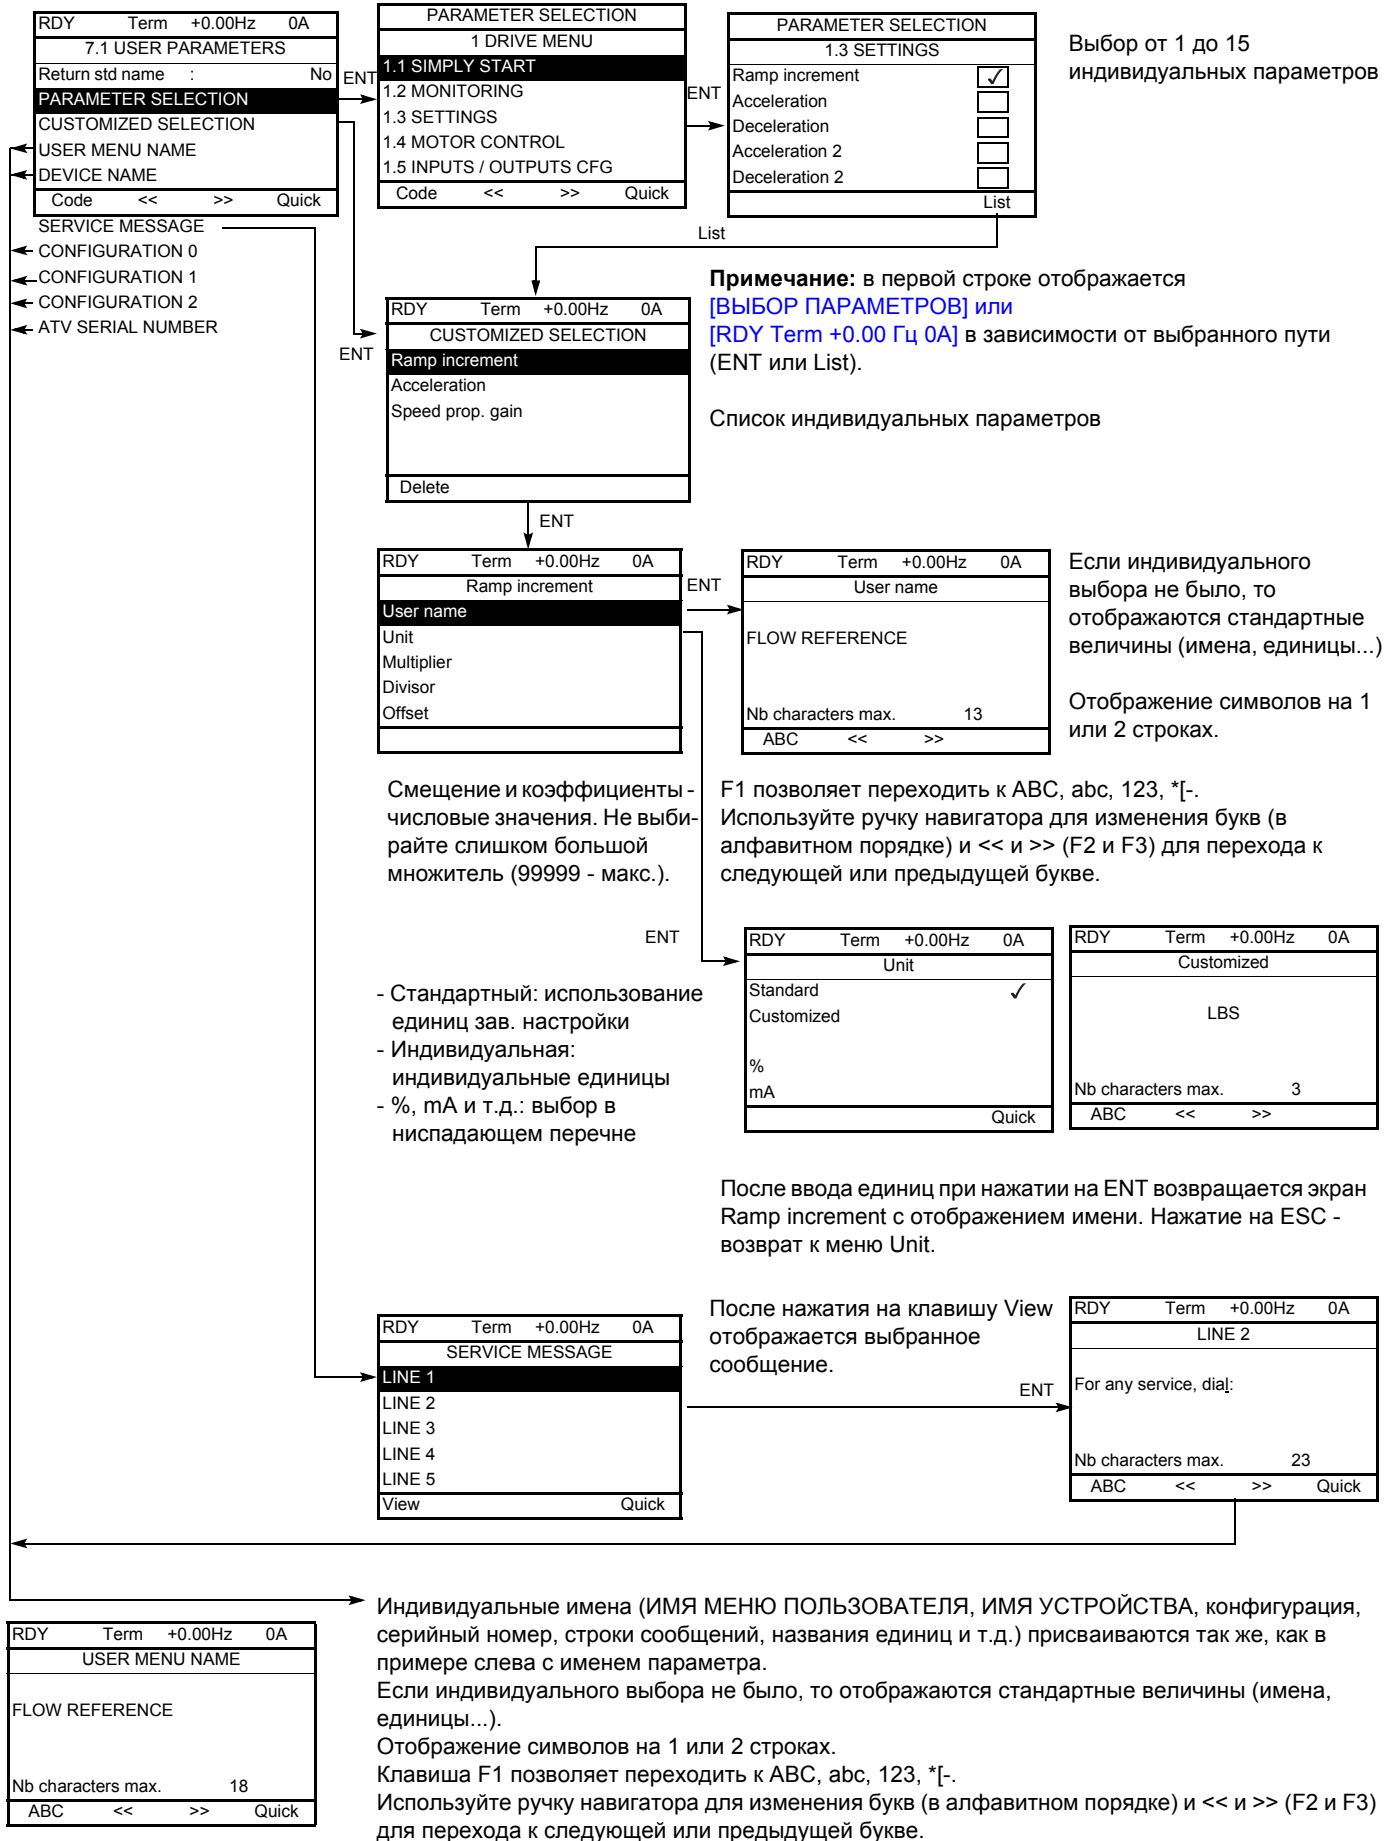 RDY Term +0.00Hz 0A
7.1 USER PARAMETERS
Return std name : No
PARAMETER SELECTION
CUSTOMIZED SELECTION
USER MENU NAME
DEVICE NAME
Code << >> Quick
SERVICE MESSAGE
CONFIGURATION 0
CONFIGURATION 1
CONFIGURATION 2
ATV SERIAL NUMBER
ENT
PARAMETER SELECTION
1 DRIVE MENU
1.1 SIMPLY START
1.2 MONITORING
1.3 SETTINGS
1.4 MOTOR CONTROL
1.5 INPUTS / OUTPUTS CFG
Code << >> Quick
ENT
PARAMETER SELECTION
1.3 SETTINGS
Ramp increment ✓
Acceleration
Deceleration
Acceleration 2
Deceleration 2
List
Выбор от 1 до 15
индивидуальных параметров
List
Примечание: в первой строке отображается
[ВЫБОР ПАРАМЕТРОВ] или
[RDY Term +0.00 Гц 0А] в зависимости от выбранного пути
(ENT или List).
ENT
RDY Term +0.00Hz 0A
CUSTOMIZED SELECTION
Ramp increment
Acceleration
Speed prop. gain
Delete
Список индивидуальных параметров
ENT
RDY Term +0.00Hz 0A
Ramp increment
User name
Unit
Multiplier
Divisor
Offset
ENT
RDY Term +0.00Hz 0A
User name
FLOW REFERENCE
Nb characters max. 13
ABC << >>
Если индивидуального
выбора не было, то
отображаются стандартные
величины (имена, единицы...)
Отображение символов на 1
или 2 строках.
Смещение и коэффициенты -
числовые значения. Не выби-
райте слишком большой
множитель (99999 - макс.).
F1 позволяет переходить к ABC, abc, 123, *[-.
Используйте ручку навигатора для изменения букв (в
алфавитном порядке) и << и >> (F2 и F3) для перехода к
следующей или предыдущей букве.
ENT
- Стандартный: использование
единиц зав. настройки
- Индивидуальная:
индивидуальные единицы
- %, mA и т.д.: выбор в
ниспадающем перечне
RDY Term +0.00Hz 0A
Unit
Standard ✓
Customized
%
mA
Quick
RDY Term +0.00Hz 0A
Customized
LBS
Nb characters max. 3
ABC << >>
После ввода единиц при нажатии на ENT возвращается экран
Ramp increment с отображением имени. Нажатие на ESC -
возврат к меню Unit.
RDY Term +0.00Hz 0A
SERVICE MESSAGE
LINE 1
LINE 2
LINE 3
LINE 4
LINE 5
View Quick
После нажатия на клавишу View
отображается выбранное
сообщение.
ENT
RDY Term +0.00Hz 0A
LINE 2
For any service, dial:
Nb characters max. 23
ABC << >> Quick
RDY Term +0.00Hz 0A
USER MENU NAME
FLOW REFERENCE
Nb characters max. 18
ABC << >> Quick
Индивидуальные имена (ИМЯ МЕНЮ ПОЛЬЗОВАТЕЛЯ, ИМЯ УСТРОЙСТВА, конфигурация,
серийный номер, строки сообщений, названия единиц и т.д.) присваиваются так же, как в
примере слева с именем параметра.
Если индивидуального выбора не было, то отображаются стандартные величины (имена,
единицы...).
Отображение символов на 1 или 2 строках.
Клавиша F1 позволяет переходить к ABC, abc, 123, *[-.
Используйте ручку навигатора для изменения букв (в алфавитном порядке) и << и >> (F2 и F3)
для перехода к следующей или предыдущей букве.